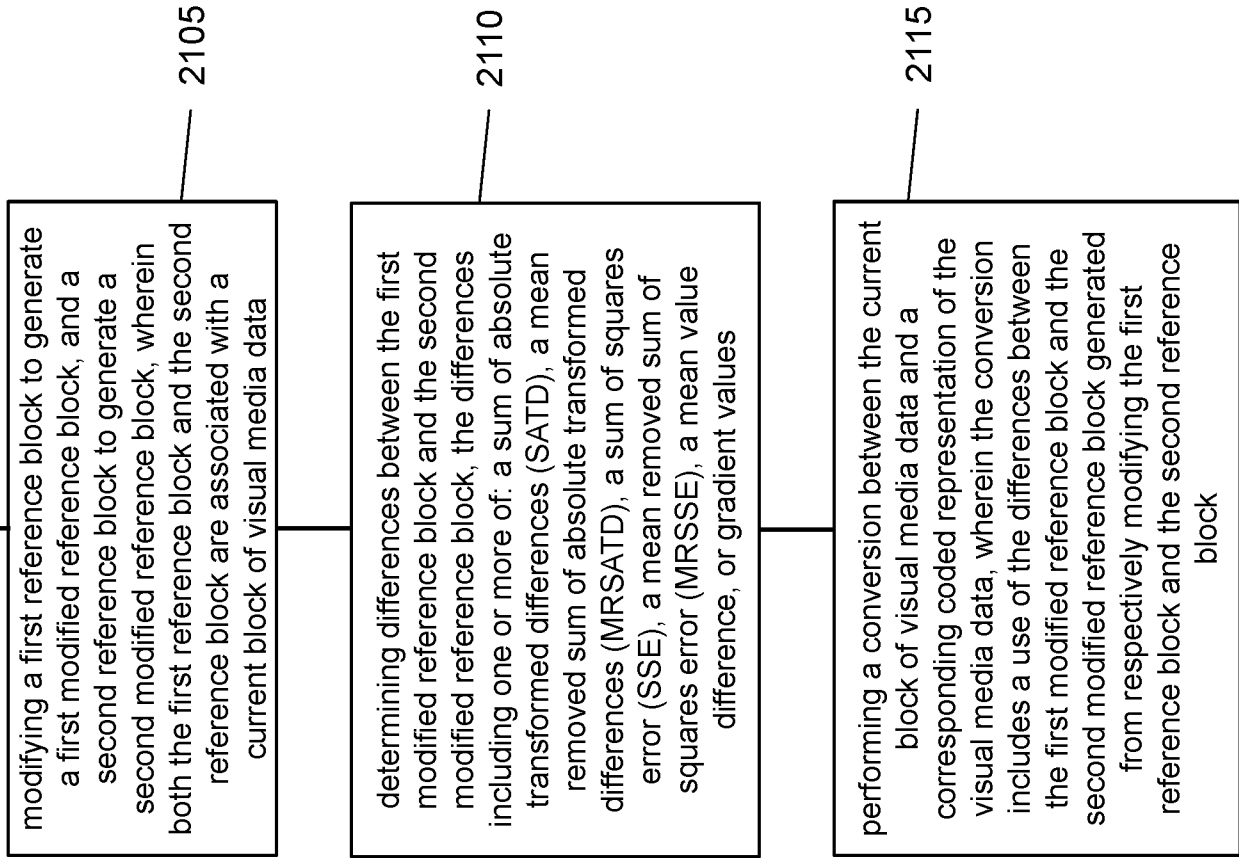 modifying a first reference block to generate
a first modified reference block, and a
second reference block to generate a
second modified reference block, wherein
both the first reference block and the second
reference block are associated with a
current block of visual media data
2105
determining differences between the first
modified reference block and the second
modified reference block, the differences
including one or more of: a sum of absolute
transformed differences (SATD), a mean
removed sum of absolute transformed
differences (MRSATD), a sum of squares
error (SSE), a mean removed sum of
squares error (MRSSE), a mean value
difference, or gradient values
2110
performing a conversion between the current
block of visual media data and a
corresponding coded representation of the
visual media data, wherein the conversion
includes a use of the differences between
the first modified reference block and the
second modified reference block generated
from respectively modifying the first
reference block and the second reference
block
2115